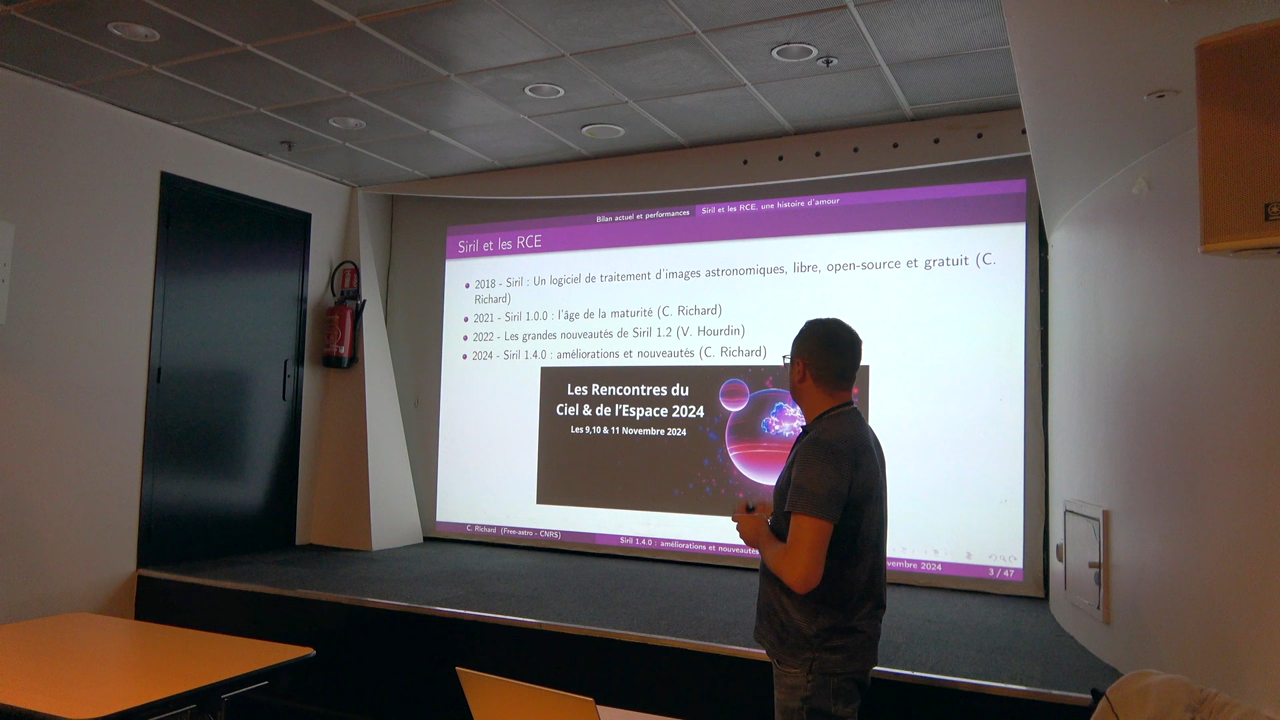 Bilan actuel et performances Siril et les RCE, une histoire d'amour
Siril et les RCE
2018 - Siril : Un logiciel de traitement d'images astronomiques, libre, open-source et gratuit (C.
Richard)
2021 - Siril 1.0.0 : l'âge de la maturité (C. Richard)
2022 - Les grandes nouveautés de Siril 1.2 (V. Hourdin)
2024 - Siril 1.4.0 : améliorations et nouveautés (C. Richard)
Les Rencontres du
Ciel & de l'Espace 2024
Les 9,10 & 11 Novembre 2024
C. Richard (Free-astro - CNRS) Siril 1.4.0 : améliorations et nouveautés vembre 2024 3 / 47